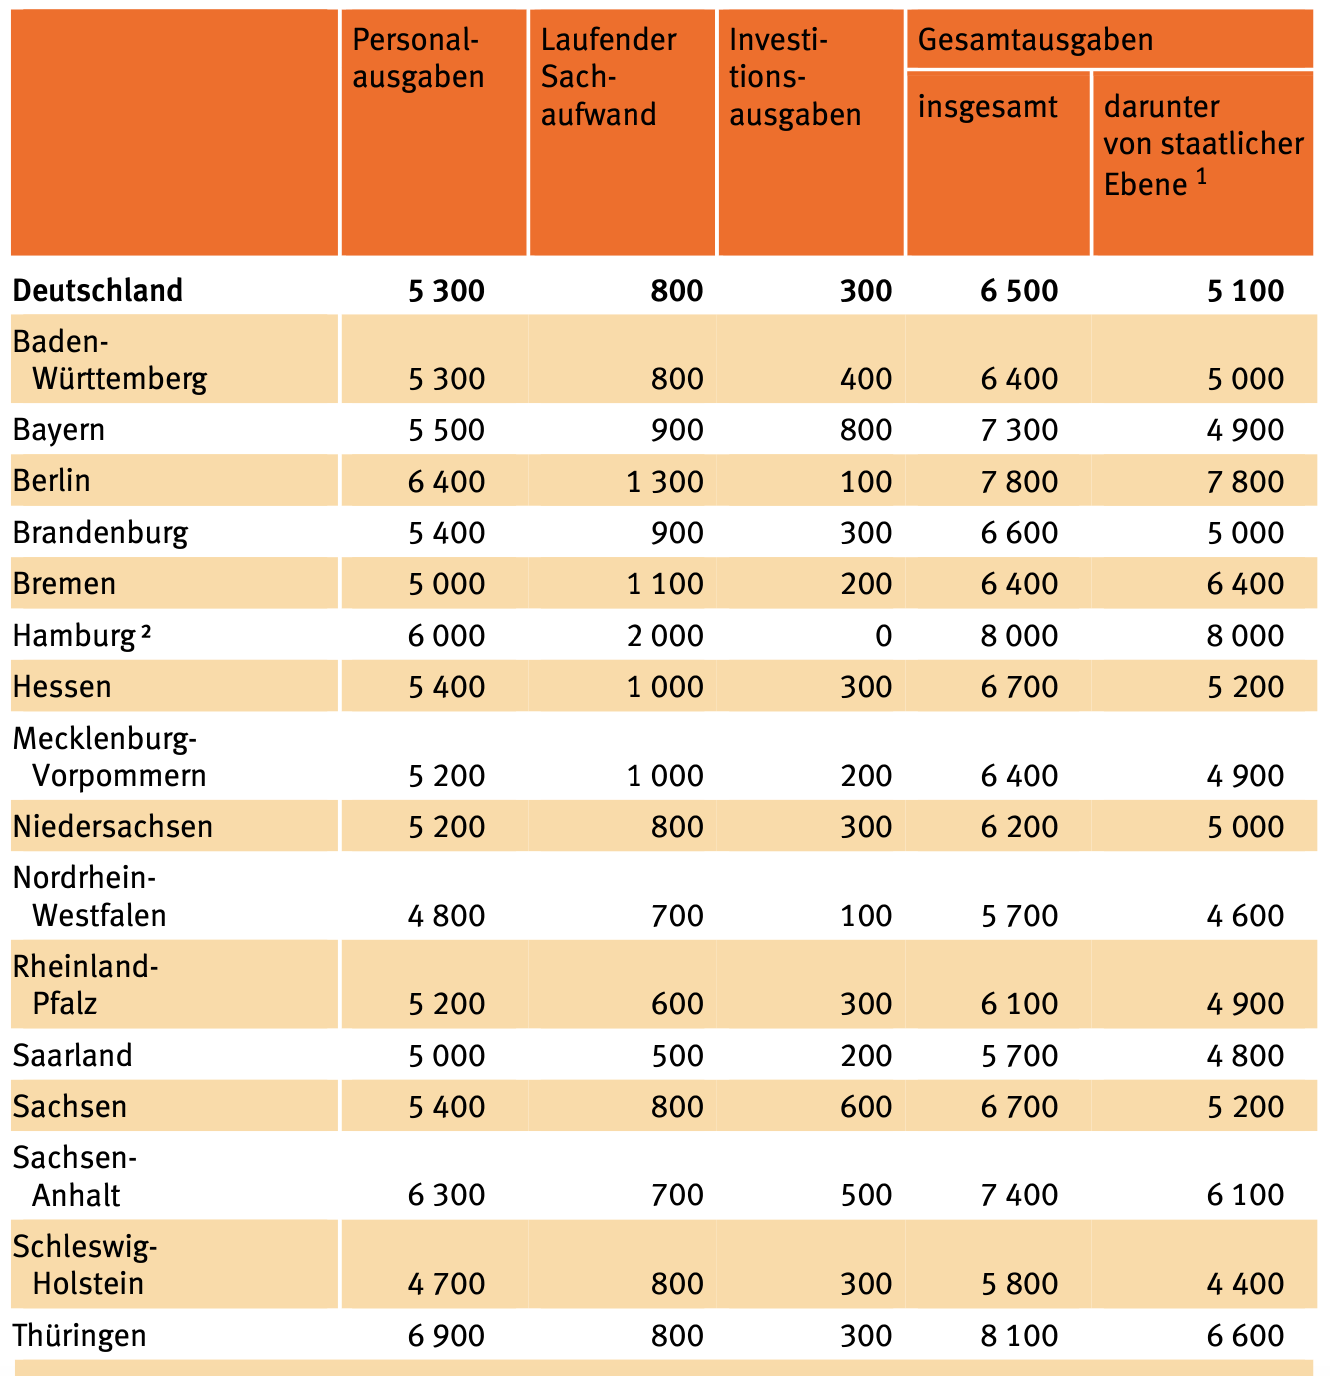 Personal-
ausgaben
Laufender
Sach-
aufwand
Investi-
tions-
ausgaben
Gesamtausgaben
insgesamt
darunter
von staatlicher
Ebene ¹
Deutschland 5 300 800 300 6 500 5 100
Baden-
Württemberg 5 300 800 400 6 400 5 000
Bayern 5 500 900 800 7 300 4 900
Berlin 6 400 1 300 100 7 800 7 800
Brandenburg 5 400 900 300 6 600 5 000
Bremen 5 000 1 100 200 6 400 6 400
Hamburg ² 6 000 2 000 0 8 000 8 000
Hessen 5 400 1 000 300 6 700 5 200
Mecklenburg-
Vorpommern 5 200 1 000 200 6 400 4 900
Niedersachsen 5 200 800 300 6 200 5 000
Nordrhein-
Westfalen 4 800 700 100 5 700 4 600
Rheinland-
Pfalz 5 200 600 300 6 100 4 900
Saarland 5 000 500 200 5 700 4 800
Sachsen 5 400 800 600 6 700 5 200
Sachsen-
Anhalt 6 300 700 500 7 400 6 100
Schleswig-
Holstein 4 700 800 300 5 800 4 400
Thüringen 6 900 800 300 8 100 6 600